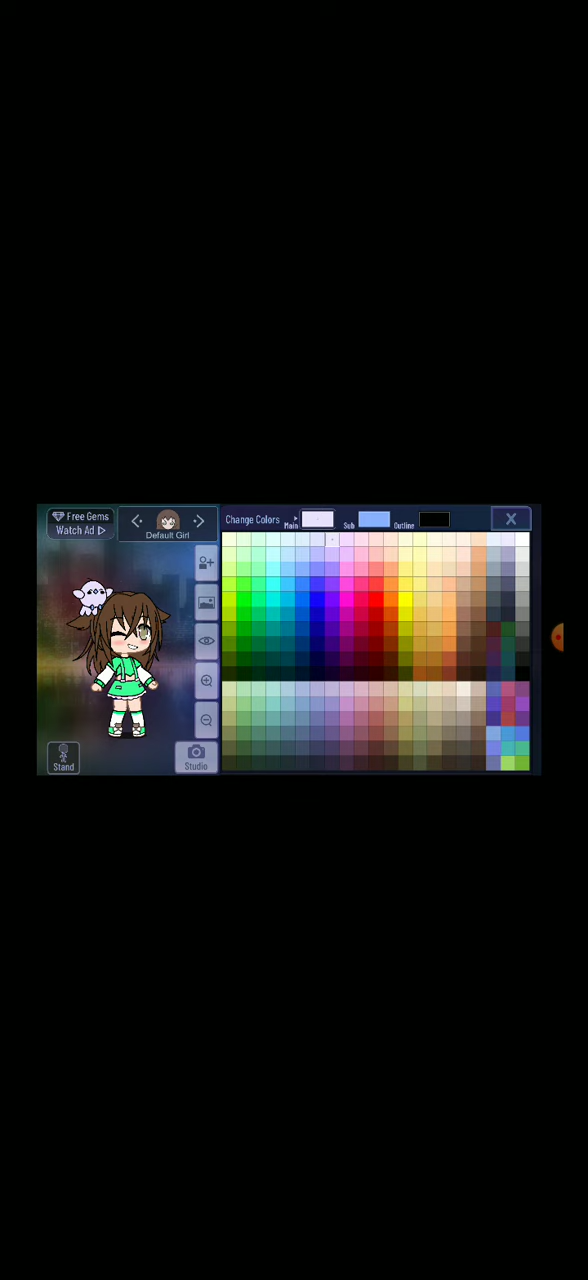 Free Gems
Watch Ad
Default Girl
Change Colors
Main
Sub
Outline
X
Stand
Studio